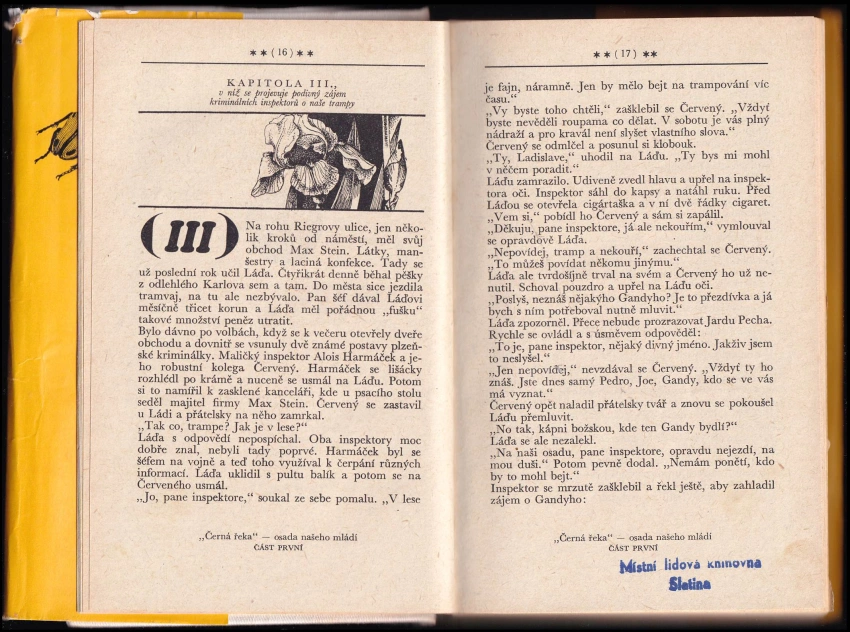 ** (16) **
KAPITOLA III.,
v níž se projevuje podivný zájem
kriminálních inspektorů o naše trampy
(III)
Na rohu Riegrovy ulice, jen něko-
lik kroků od náměstí, měl svůj
obchod Max Stein. Látky, man-
šestry a laciná konfekce. Tady se
už poslední rok učil Láďa. Čtyřikrát denně běhal pěšky
z odlehlého Karlova sem a tam. Do města sice jezdila
tramvaj, na tu ale nezbývalo. Pan šéf dával Láďovi
měsíčně třicet korun a Láďa měl pořádnou „fušku"
takové množství peněz utratit.
Bylo dávno po volbách, když se k večeru otevřely dveře
obchodu a dovnitř se vsunuly dvě známé postavy plzeň-
ské kriminálky. Maličký inspektor Alois Harmáček a je-
ho robustní kolega Červený. Harmáček se lišácky
rozhlédl po krámě a nuceně se usmál na Láďu. Potom
si to namířil k zasklené kanceláři, kde u psacího stolu
seděl majitel firmy Max Stein. Červený se zastavil
u Ládi a přátelsky na něho zamrkal.
„Tak co, trampe? Jak je v lese?"
Láďa s odpovědí nepospíchal. Oba inspektory moc
dobře znal, nebyli tady poprvé. Harmáček byl se
šéfem na vojně a teď toho využíval k čerpání různých
informací. Láďa uklidil s pultu balík a potom se na
Červeného usmál.
„Jo, pane inspektore," soukal ze sebe pomalu. „V lese
„Černá řeka" — osada našeho mládí
ČÁST PRVNÍ
** (17) **
je fajn, náramně. Jen by mělo bejt na trampování víc
času."
„Vy byste toho chtěli," zašklebil se Červený. „Vždyť
byste nevěděli roupama co dělat. V sobotu je vás plný
nádraží a pro kravál není slyšet vlastního slova."
Červený se odmlčel a posunul si klobouk.
„Ty, Ladislave," uhodil na Láďu. „Ty bys mi mohl
v něčem poradit."
Láďu zamrazilo. Udiveně zvedl hlavu a upřel na inspek-
tora oči. Inspektor sáhl do kapsy a natáhl ruku. Před
Láďou se otevřela cigártaška a v ní dvě řádky cigaret.
„Vem si," pobídl ho Červený a sám si zapálil.
„Děkuju, pane inspektore, já ale nekouřím," vymlouval
se opravdově Láďa.
„Nepovídej, tramp a nekouří," zachechtal se Červený.
„To můžeš povídat někomu jinýmu."
Láďa ale tvrdošíjně trval na svém a Červený ho už ne-
nutil. Schoval pouzdro a upřel na Láďu oči.
„Poslyš, neznáš nějakýho Gandyho? Je to přezdívka a já
bych s ním potřeboval nutně mluvit."
Láďa zpozorněl. Přece nebude prozrazovat Jardu Pecha.
Rychle se ovládl a s úsměvem odpověděl:
„To je, pane inspektor, nějaký divný jméno. Jakživ jsem
to neslyšel."
„Jen nepovídej," nevzdával se Červený. „Vždyť ty ho
znáš. Jste dnes samý Pedro, Joe, Gandy, kdo se ve vás
má vyznat."
Červený opět naladil přátelsky tvář a znovu se pokoušel
Láďu přemluvit.
„No tak, kápni božskou, kde ten Gandy bydlí?"
Láďa se ale nezalekl.
„Na naši osadu, pane inspektore, opravdu nejezdí, na
mou duši." Potom pevně dodal. „Nemám ponětí, kdo
by to mohl bejt."
Inspektor se mrzutě zašklebil a řekl ještě, aby zahladil
zájem o Gandyho:
„Černá řeka" — osada našeho mládí
ČÁST PRVNÍ
Místní lidová knihovna
Slatina